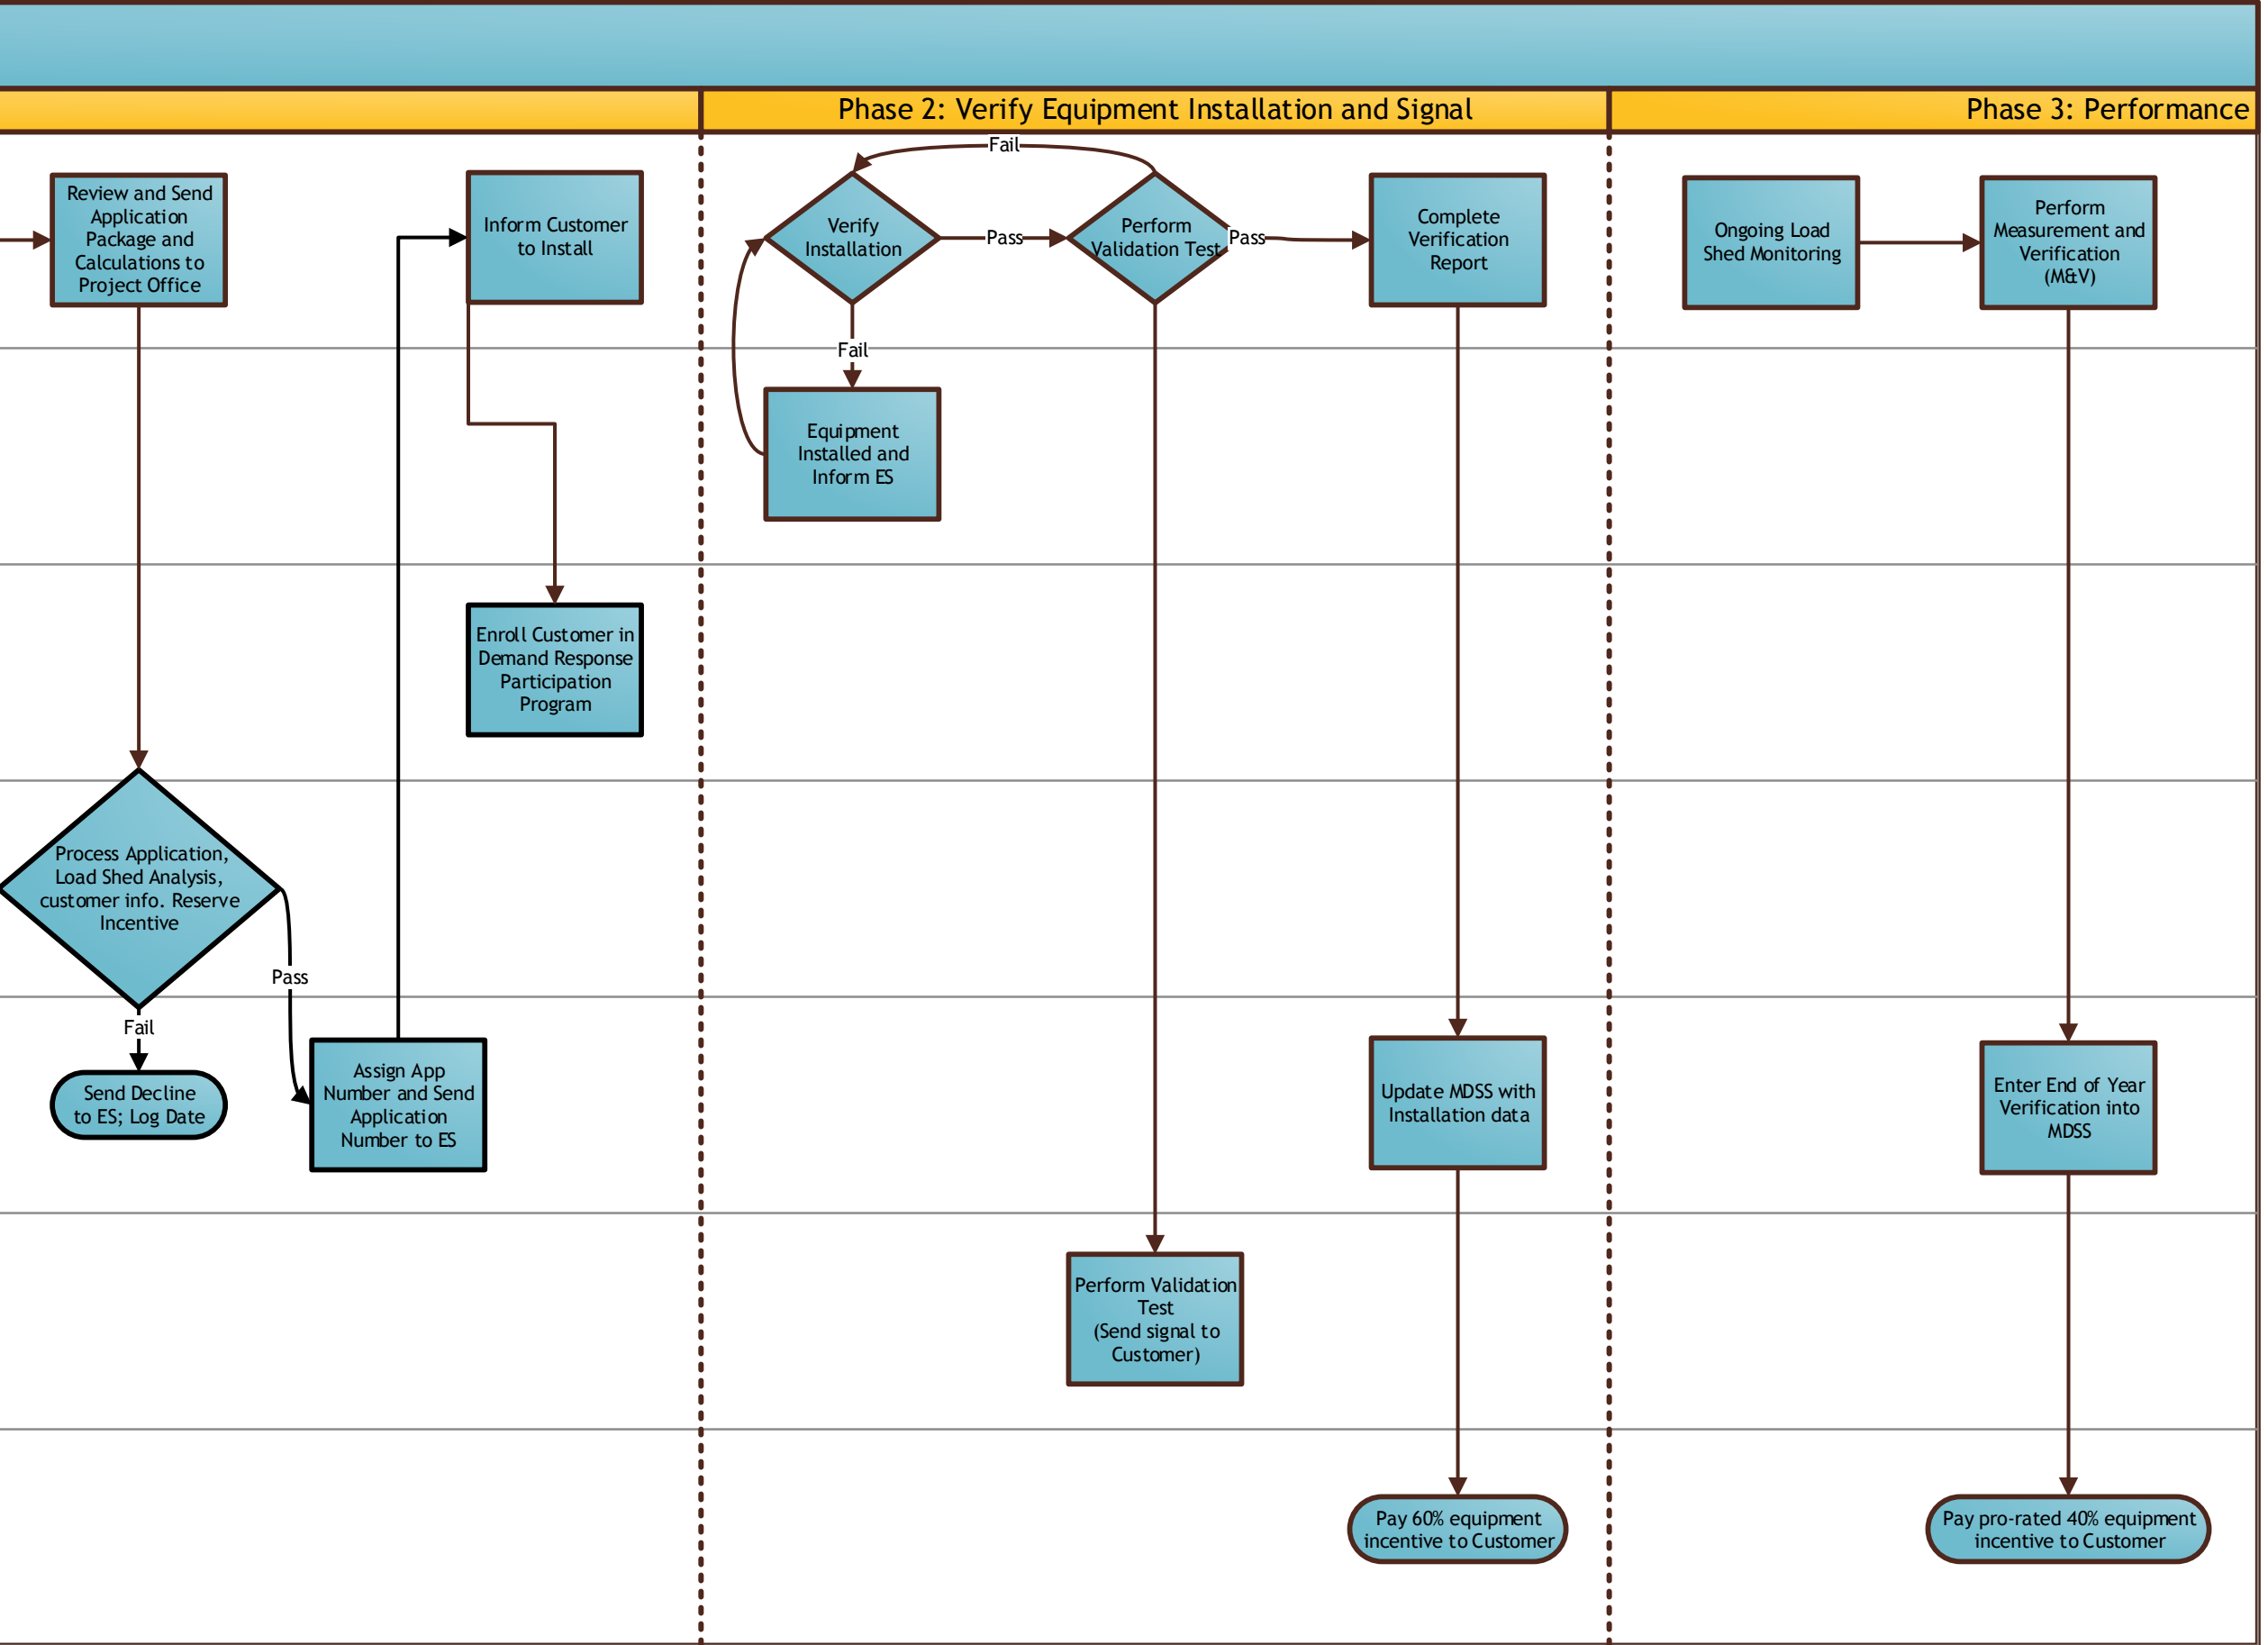 Phase 2: Verify Equipment Installation and Signal
Phase 3: Performance
Review and Send
Application
Package and
Calculations to
Project Office
Inform Customer
to Install
Fail
Verify
Installation
Pass
Perform
Validation Test
Pass
Complete
Verification
Report
Ongoing Load
Shed Monitoring
Perform
Measurement and
Verification
(M&V)
Fail
Equipment
Installed and
Inform ES
Enroll Customer in
Demand Response
Participation
Program
Process Application,
Load Shed Analysis,
customer info. Reserve
Incentive
Pass
Fail
Send Decline
to ES; Log Date
Assign App
Number and Send
Application
Number to ES
Update MDSS with
Installation data
Enter End of Year
Verification into
MDSS
Perform Validation
Test
(Send signal to
Customer)
Pay 60% equipment
incentive to Customer
Pay pro-rated 40% equipment
incentive to Customer